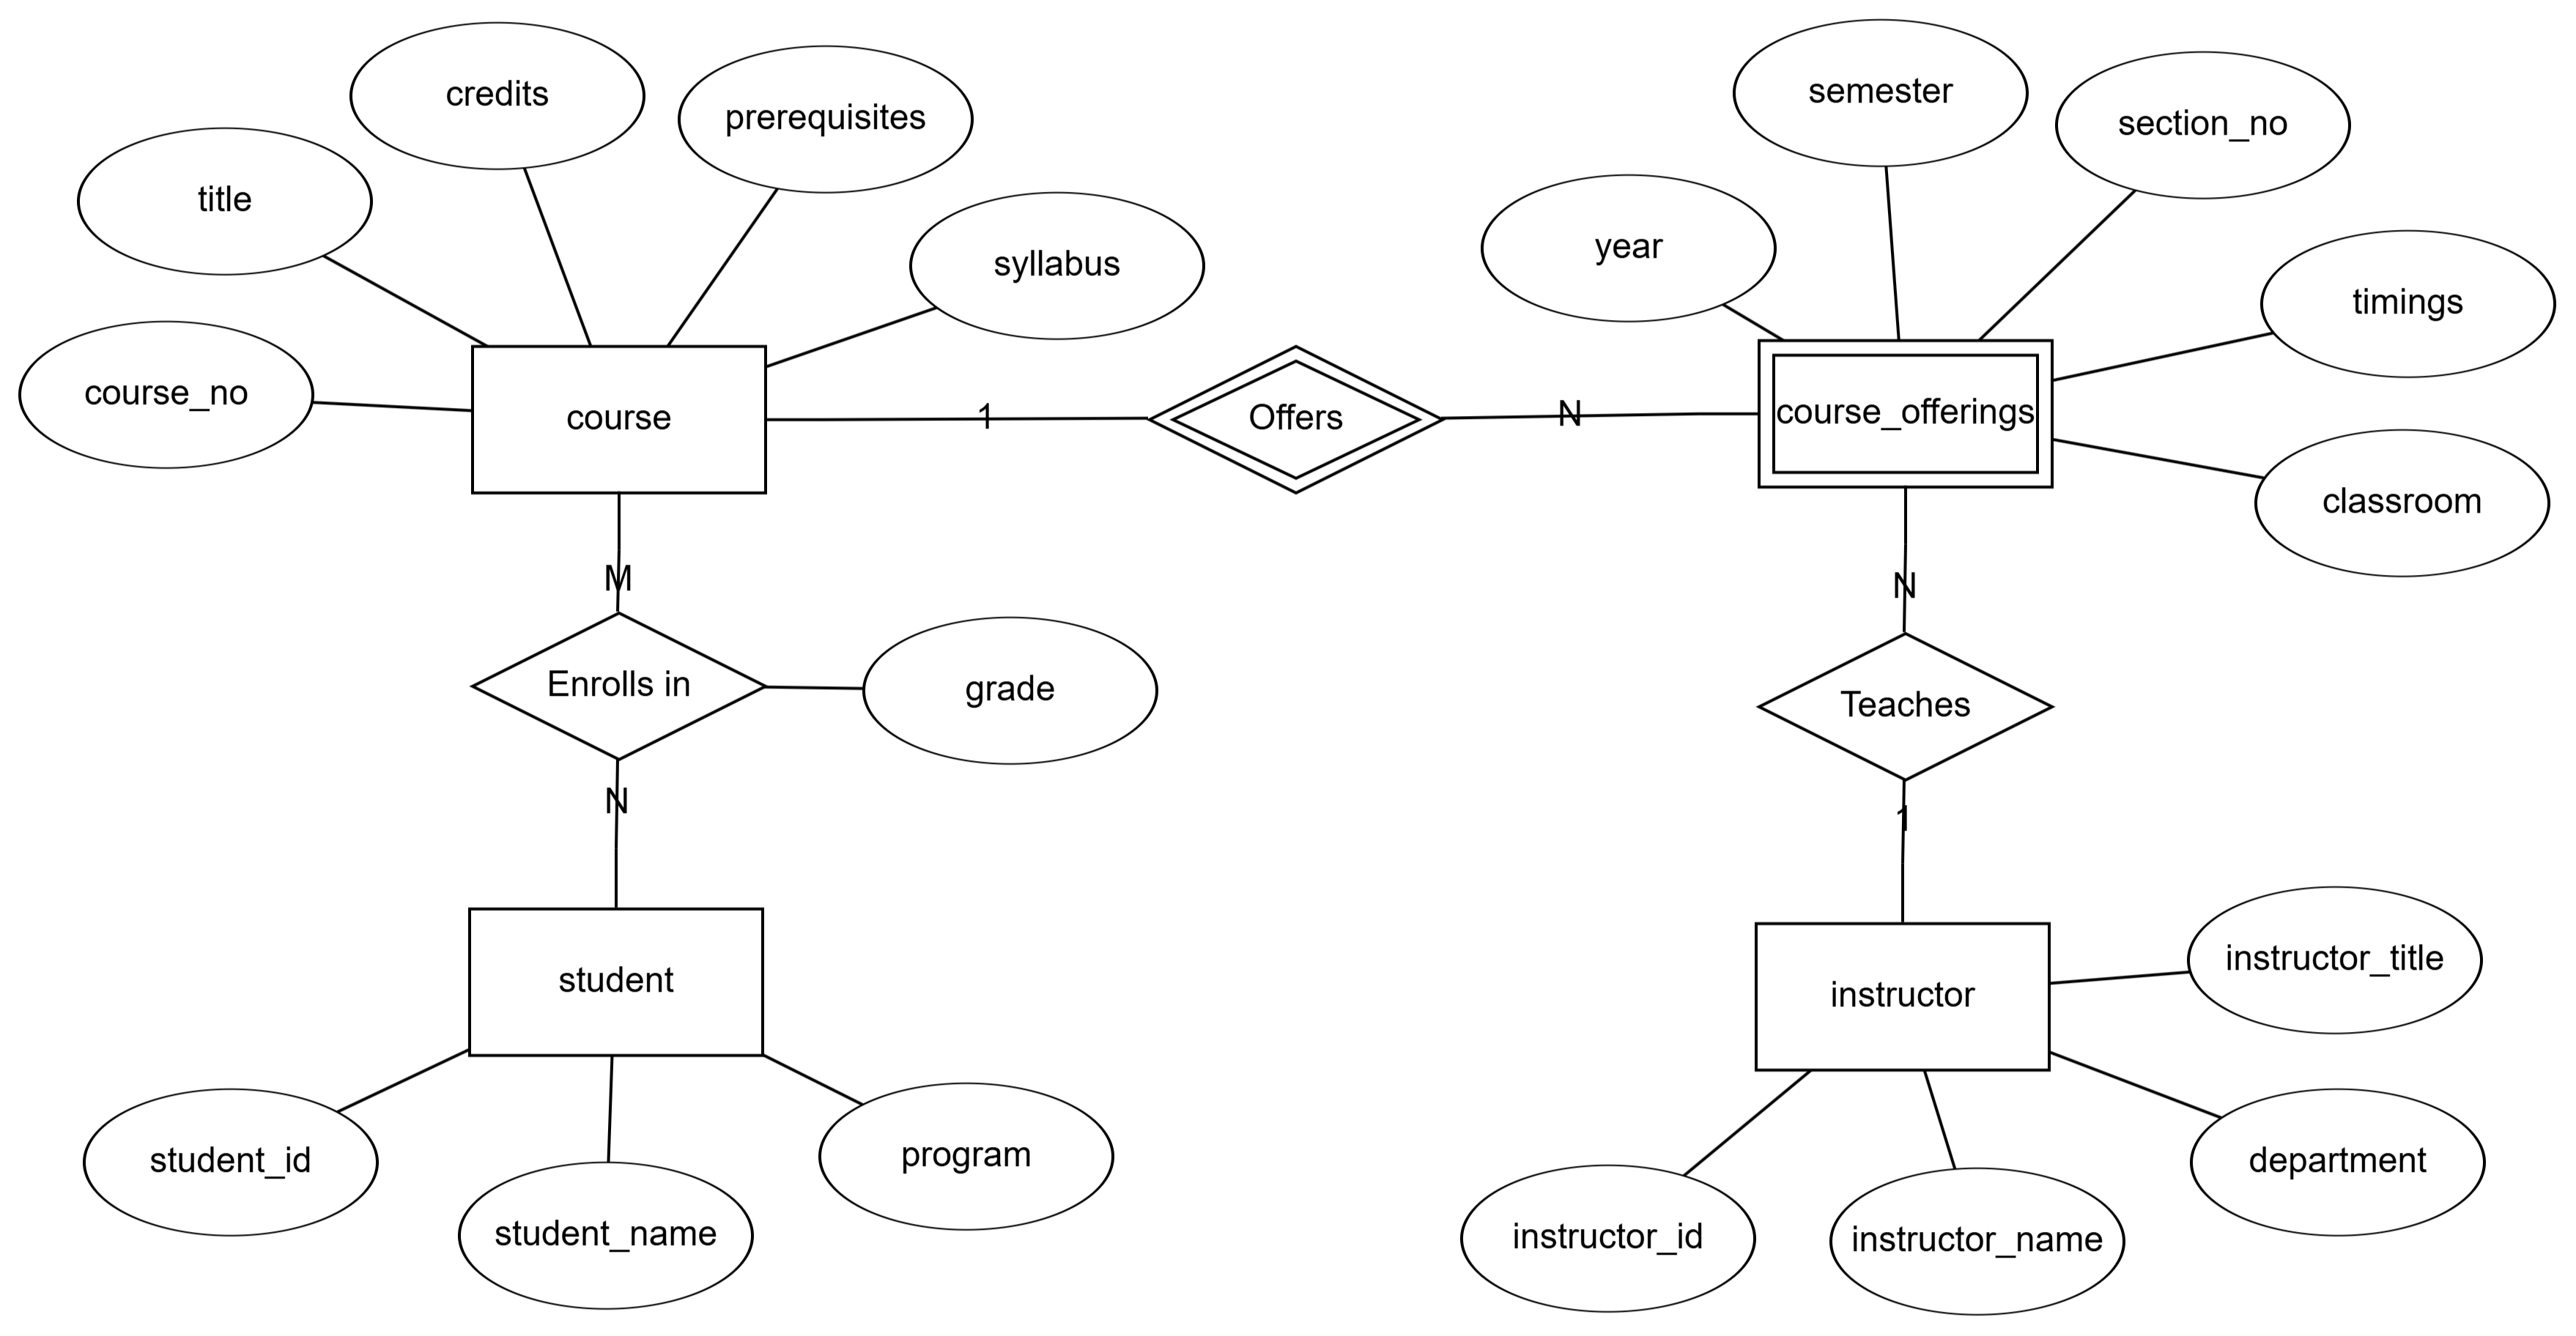 semester
credits
prerequisites
section_no
title
year
syllabus
timings
course_no
course
1
Offers
N
course_offerings
classroom
M
N
Enrolls in
grade
Teaches
N
1
instructor_title
student
instructor
student_id
program
department
student_name
instructor_id
instructor_name